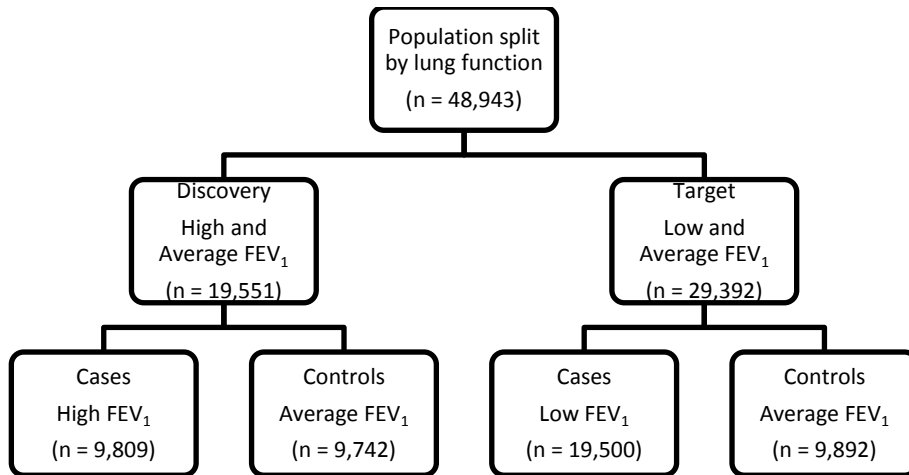 Population split
by lung function
(n = 48,943)
Discovery
High and
Average FEV₁
(n = 19,551)
Target
Low and
Average FEV₁
(n = 29,392)
Cases
High FEV₁
(n = 9,809)
Controls
Average FEV₁
(n = 9,742)
Cases
Low FEV₁
(n = 19,500)
Controls
Average FEV₁
(n = 9,892)